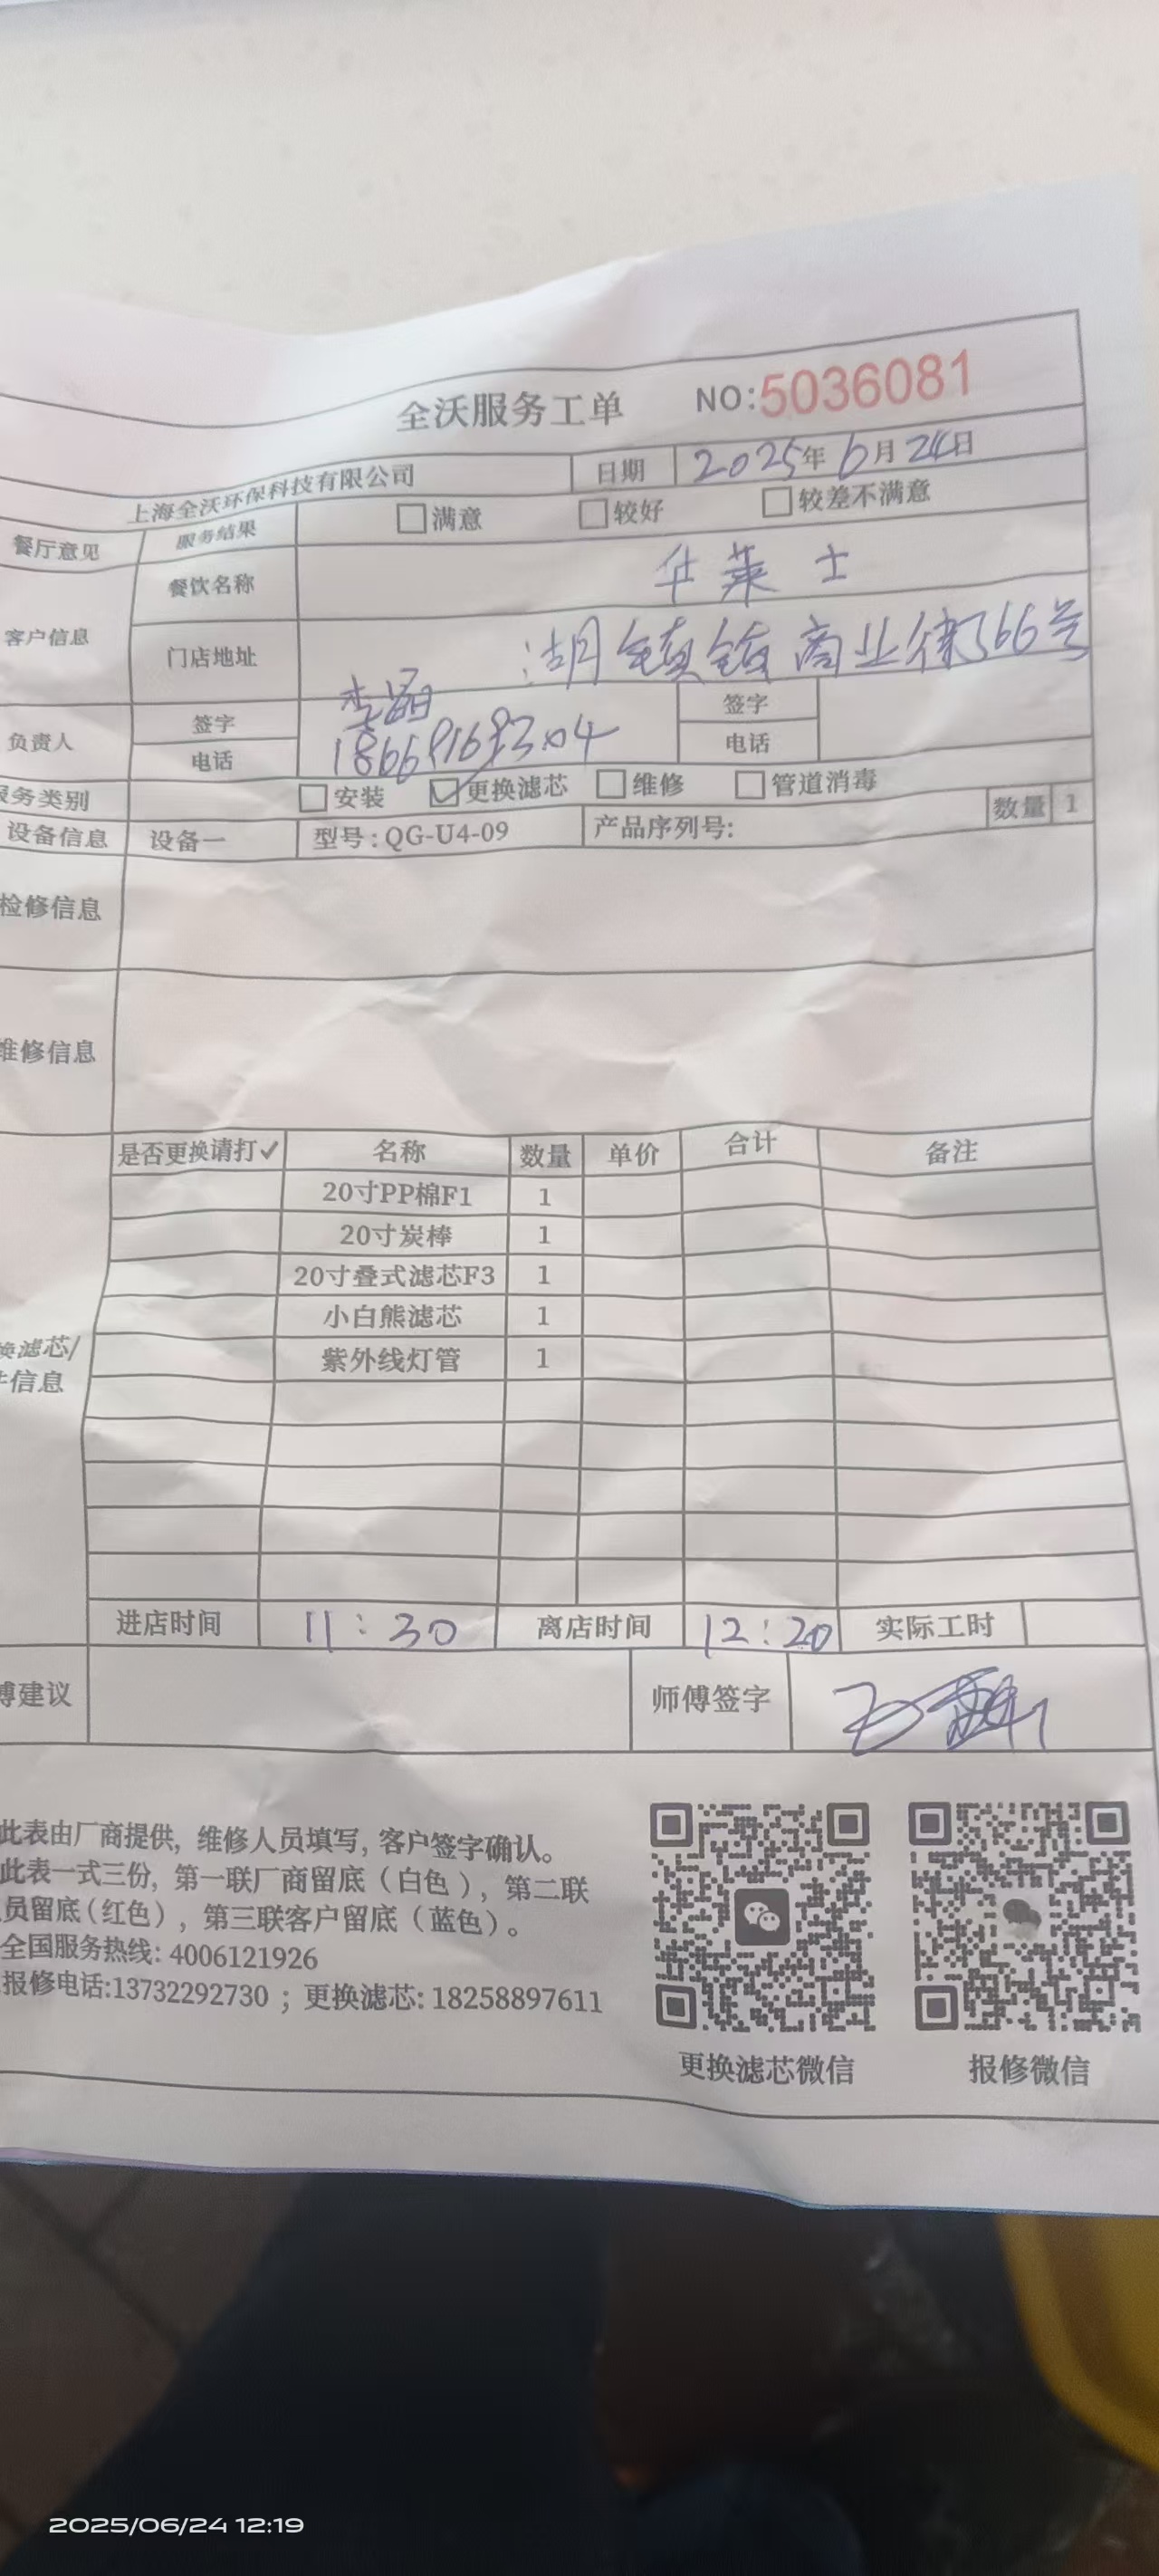 全沃服务工单 NO:5036081
上海全沃环保科技有限公司 日期 2025年6月24日
餐厅意见 服务结果 满意 较好 较差不满意
客户信息 餐饮名称 华莱士
门店地址 :胡镇镇商业街366号
负责人 签字 李晶 签字
电话 电话
服务类别 安装 更换滤芯 维修 管道消毒
设备信息 设备一 型号:QG-U4-09 产品序列号: 数量 1
检修信息
维修信息
是否更换请打✓ 名称 数量 单价 合计 备注
20寸PP棉F1 1
20寸炭棒 1
20寸叠式滤芯F3 1
小白熊滤芯 1
紫外线灯管 1
换滤芯/
件信息
进店时间 11:30 离店时间 12:20 实际工时
傅建议 师傅签字
此表由厂商提供, 维修人员填写, 客户签字确认。
此表一式三份, 第一联厂商留底（白色）, 第二联
员留底(红色）, 第三联客户留底（蓝色）。
全国服务热线: 4006121926
报修电话:13732292730 ; 更换滤芯: 18258897611
更换滤芯微信 报修微信
2025/06/24 12:19